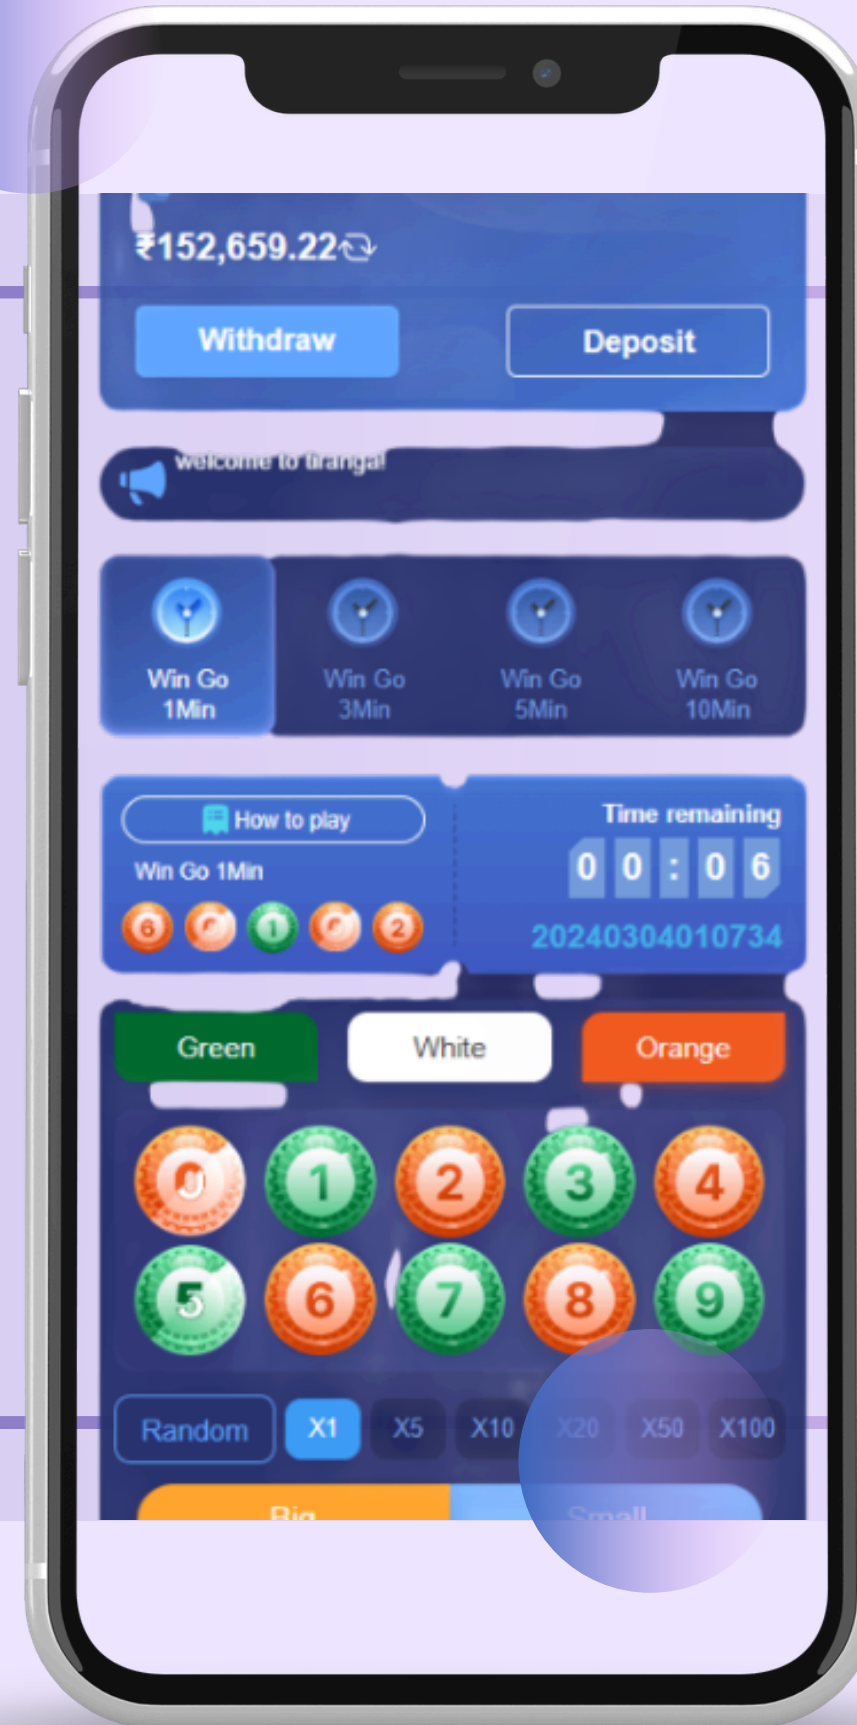 ₹152,659.22
Withdraw
Deposit
welcome to tiranga!
Win Go
1Min
Win Go
3Min
Win Go
5Min
Win Go
10Min
How to play
Win Go 1Min
6 0 1 0 2
Time remaining
00:06
20240304010734
Green
White
Orange
0 1 2 3 4
5 6 7 8 9
Random X1 X5 X10 X20 X50 X100
Big
Small